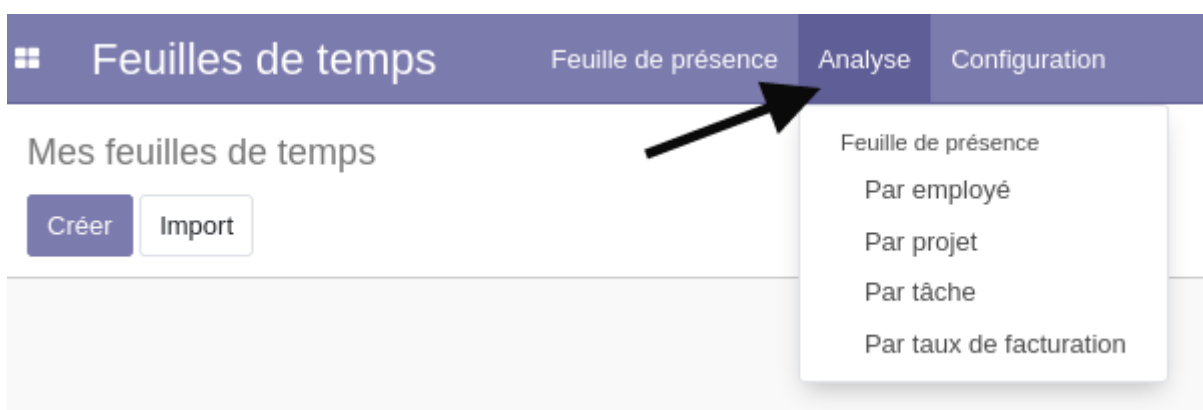 Feuilles de temps
Feuille de présence
Analyse
Configuration
Mes feuilles de temps
Créer
Import
Feuille de présence
Par employé
Par projet
Par tâche
Par taux de facturation